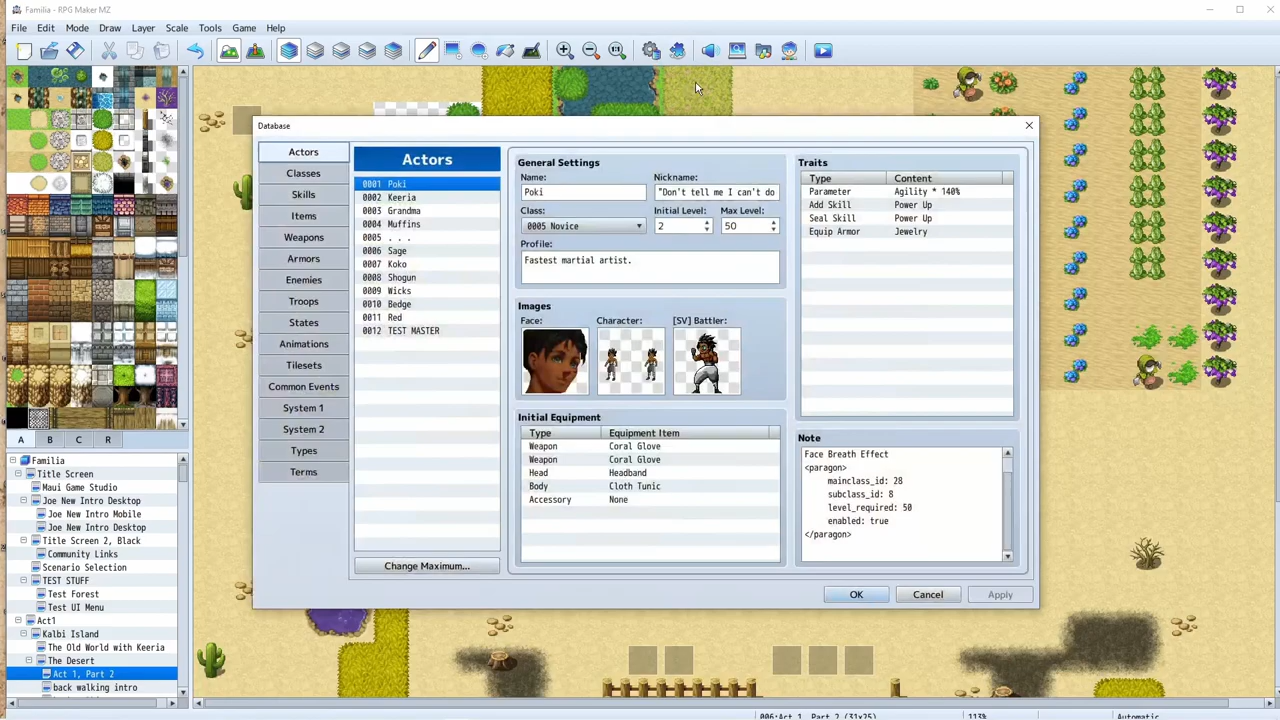 Familia - RPG Maker MZ
File Edit Mode Draw Layer Scale Tools Game Help
Database
Actors
Classes
Skills
Items
Weapons
Armors
Enemies
Troops
States
Animations
Tilesets
Common Events
System 1
System 2
Types
Terms
Actors
0001 Poki
0002 Keeria
0003 Grandma
0004 Muffins
0005 . . .
0006 Sage
0007 Koko
0008 Shogun
0009 Wicks
0010 Bedge
0011 Red
0012 TEST MASTER
Change Maximum...
General Settings
Name: Nickname:
Poki "Don't tell me I can't do
Class: Initial Level: Max Level:
0005 Novice 2 50
Profile:
Fastest martial artist.
Images
Face: Character: [SV] Battler:
Initial Equipment
Type Equipment Item
Weapon Coral Glove
Weapon Coral Glove
Head Headband
Body Cloth Tunic
Accessory None
Traits
Type Content
Parameter Agility * 140%
Add Skill Power Up
Seal Skill Power Up
Equip Armor Jewelry
Note
Face Breath Effect
<paragon>
mainclass_id: 28
subclass_id: 8
level_required: 50
enabled: true
</paragon>
OK Cancel Apply
A B C R
Familia
Title Screen
Maui Game Studio
Joe New Intro Desktop
Joe New Intro Mobile
Joe New Intro Desktop
Title Screen 2, Black
Community Links
Scenario Selection
TEST STUFF
Test Forest
Test UI Menu
Act1
Kalbi Island
The Old World with Keeria
The Desert
Act 1, Part 2
back walking intro
006:Act 1, Part 2 (31x25) 113% Automatic